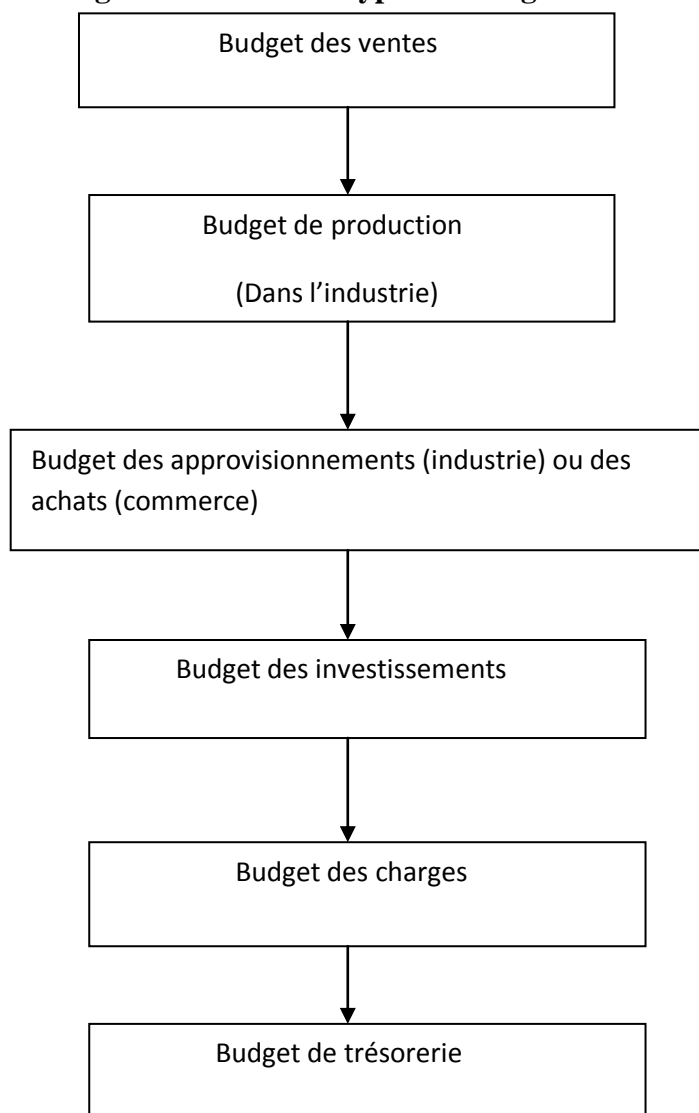 Budget des ventes
Budget de production
(Dans l’industrie)
Budget des approvisionnements (industrie) ou des
achats (commerce)
Budget des investissements
Budget des charges
Budget de trésorerie